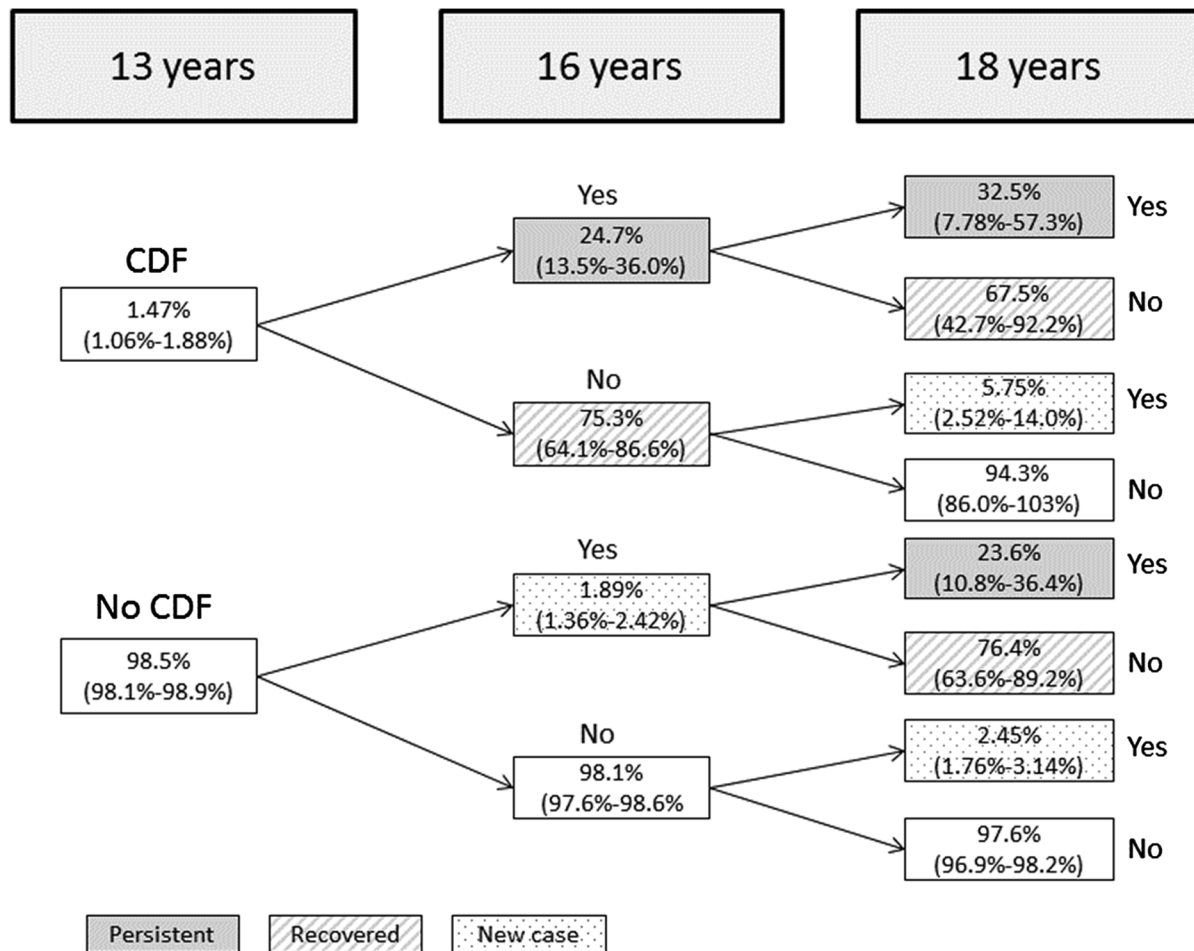 13 years
16 years
18 years
CDF
1.47%
(1.06%-1.88%)
Yes
24.7%
(13.5%-36.0%)
32.5%
(7.78%-57.3%)
Yes
67.5%
(42.7%-92.2%)
No
No
75.3%
(64.1%-86.6%)
5.75%
(2.52%-14.0%)
Yes
94.3%
(86.0%-103%)
No
No CDF
98.5%
(98.1%-98.9%)
Yes
1.89%
(1.36%-2.42%)
23.6%
(10.8%-36.4%)
Yes
76.4%
(63.6%-89.2%)
No
No
98.1%
(97.6%-98.6%
2.45%
(1.76%-3.14%)
Yes
97.6%
(96.9%-98.2%)
No
Persistent
Recovered
New case